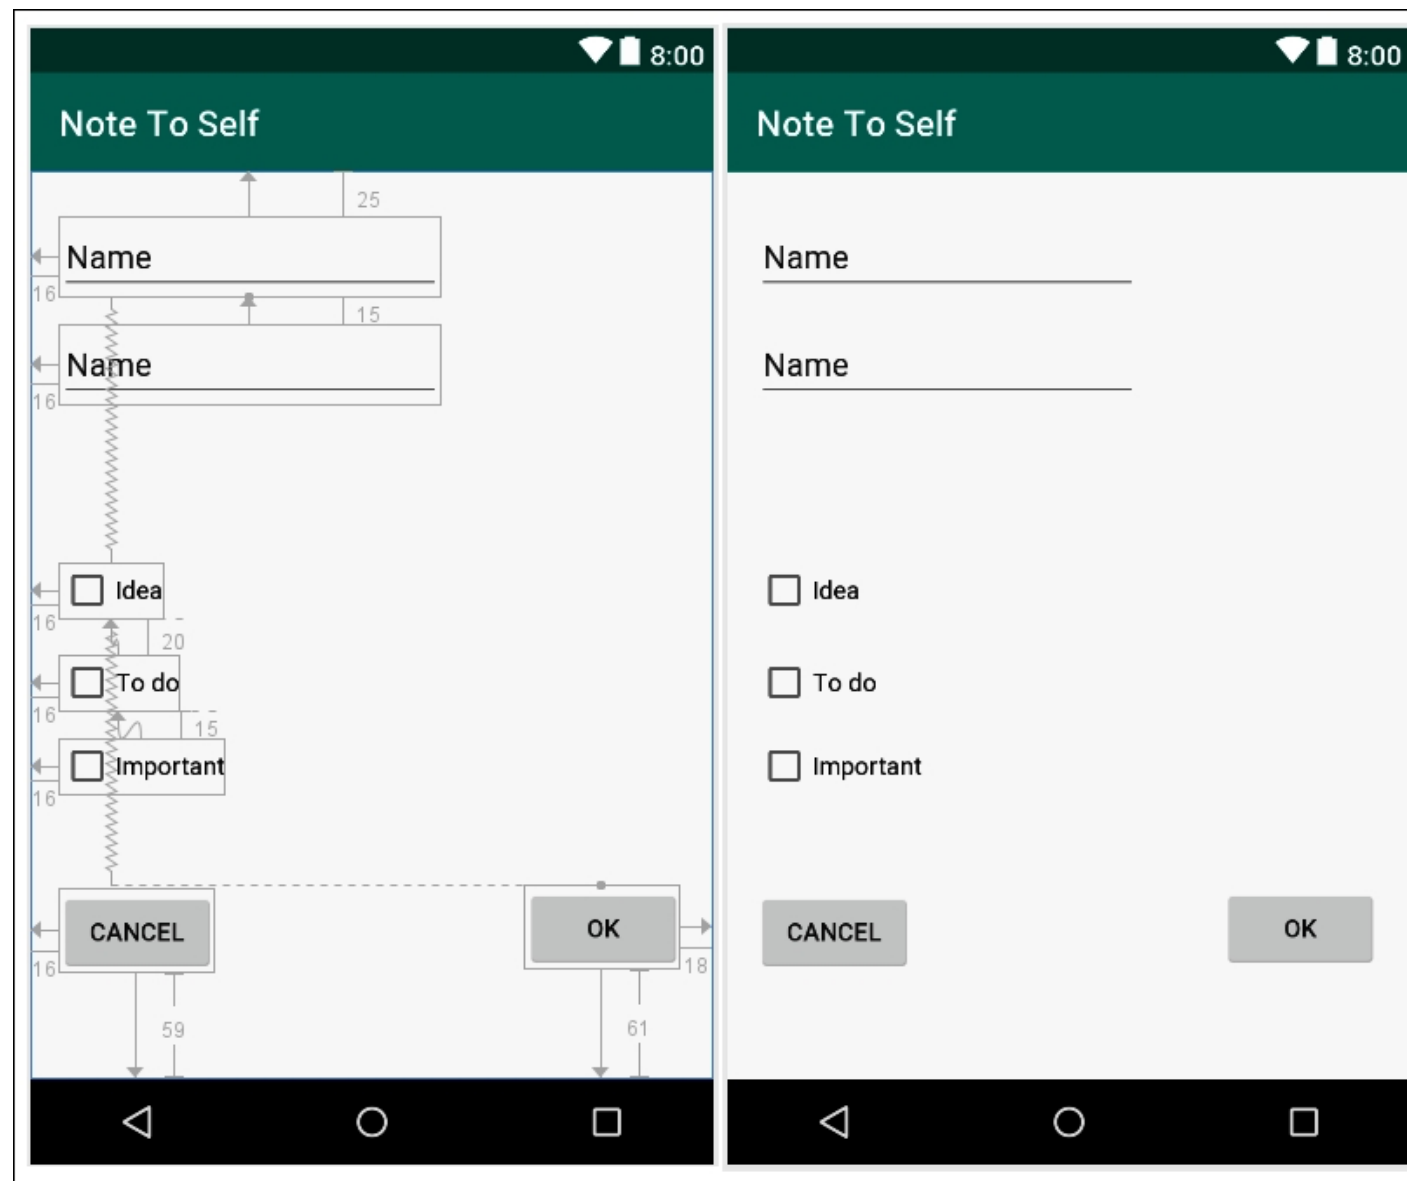 8:00
Note To Self
25
Name
16
15
Name
16
Idea
16
20
To do
16
15
Important
16
CANCEL
OK
16
18
59
61
8:00
Note To Self
Name
Name
Idea
To do
Important
CANCEL
OK